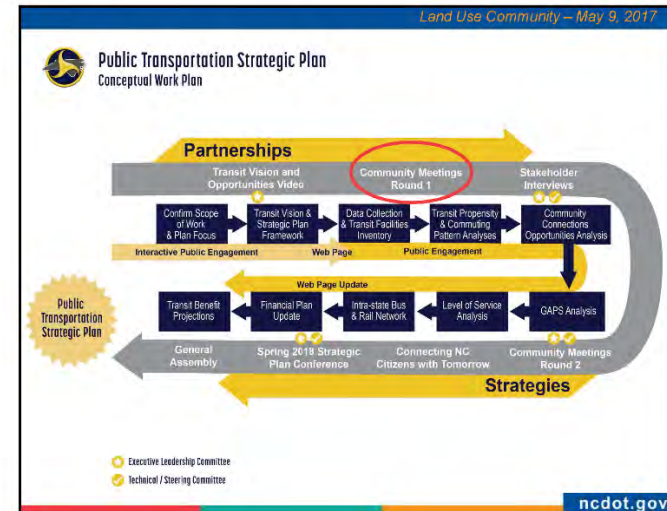 Land Use Community – May 9, 2017
Public Transportation Strategic Plan
Conceptual Work Plan
Partnerships
Transit Vision and
Opportunities Video
Community Meetings
Round 1
Stakeholder
Interviews
Confirm Scope
of Work
& Plan Focus
Transit Vision &
Strategic Plan
Framework
Data Collection
& Transit Facilities
Inventory
Transit Propensity
& Commuting
Pattern Analyses
Community
Connections
Opportunities Analysis
Interactive Public Engagement
Web Page
Public Engagement
Web Page Update
Public
Transportation
Strategic Plan
Transit Benefit
Projections
Financial Plan
Update
Intra-state Bus
& Rail Network
Level of Service
Analysis
GAPS Analysis
General
Assembly
Spring 2018 Strategic
Plan Conference
Connecting NC
Citizens with Tomorrow
Community Meetings
Round 2
Strategies
Executive Leadership Committee
Technical / Steering Committee
ncdot.gov